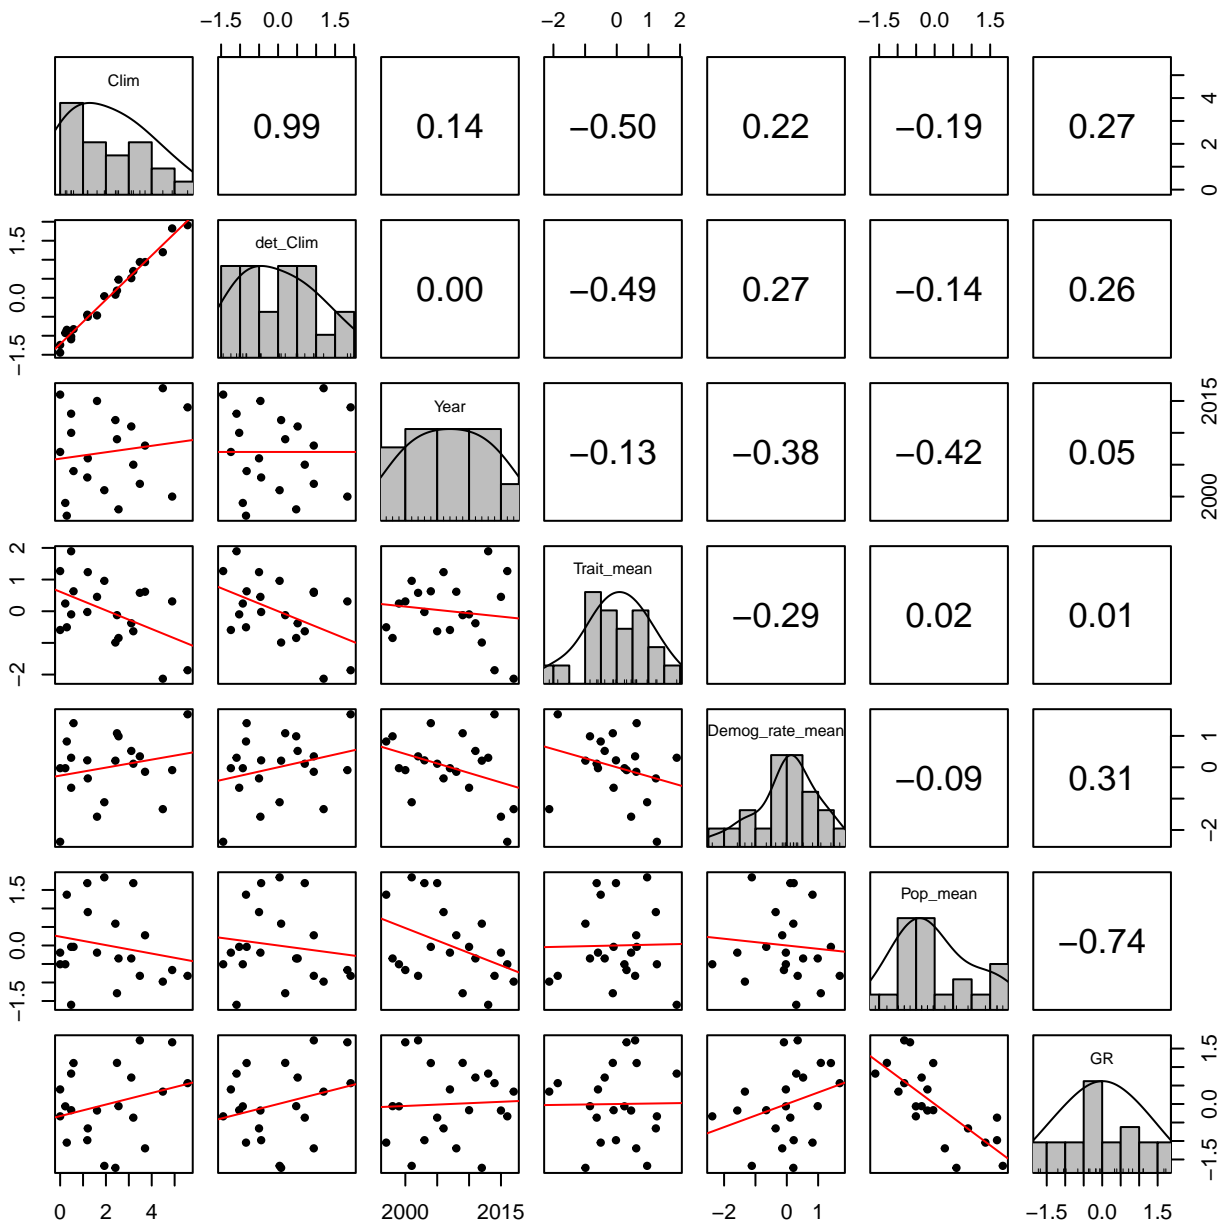 −1.5 0.0 1.5 −2 0 1 2 −1.5 0.0 1.5
Clim 0.99 0.14 −0.50 0.22 −0.19 0.27
0 2 4
−1.5 0.0 1.5
det_Clim 0.00 −0.49 0.27 −0.14 0.26
Year −0.13 −0.38 −0.42 0.05
2000 2015
−2 0 1 2
Trait_mean −0.29 0.02 0.01
Demog_rate_mean −0.09 0.31
−2 0 1
−1.5 0.0 1.5
Pop_mean −0.74
GR
−1.5 0.0 1.5
0 2 4 2000 2015 −2 0 1 −1.5 0.0 1.5